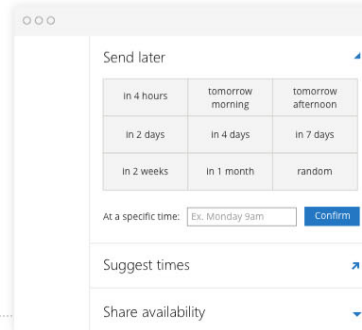 Send later
in 4 hours
tomorrow
morning
tomorrow
afternoon
in 2 days
in 4 days
in 7 days
in 2 weeks
in 1 month
random
At a specific time: Ex. Monday 9am Confirm
Suggest times
Share availability